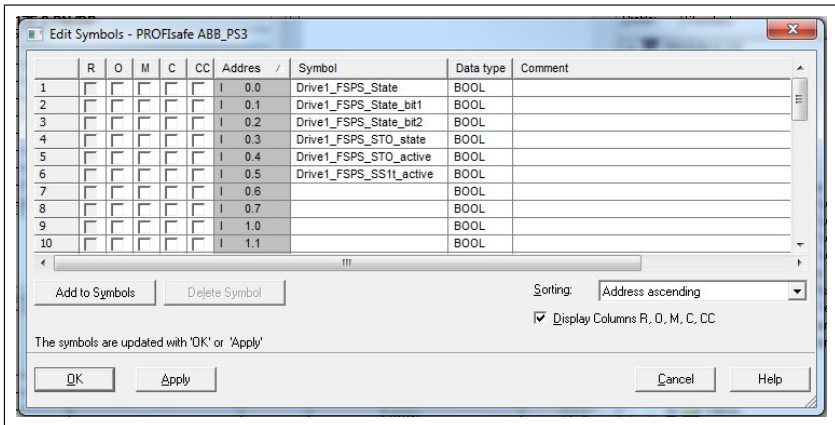 Edit Symbols - PROFIsafe ABB_PS3
R O M C CC Addres / Symbol Data type Comment
1 I 0.0 Drive1_FSPS_State BOOL
2 I 0.1 Drive1_FSPS_State_bit1 BOOL
3 I 0.2 Drive1_FSPS_State_bit2 BOOL
4 I 0.3 Drive1_FSPS_STO_state BOOL
5 I 0.4 Drive1_FSPS_STO_active BOOL
6 I 0.5 Drive1_FSPS_SS1t_active BOOL
7 I 0.6 BOOL
8 I 0.7 BOOL
9 I 1.0 BOOL
10 I 1.1 BOOL
Add to Symbols Delete Symbol Sorting: Address ascending
Display Columns R, O, M, C, CC
The symbols are updated with 'OK' or 'Apply'
OK Apply Cancel Help